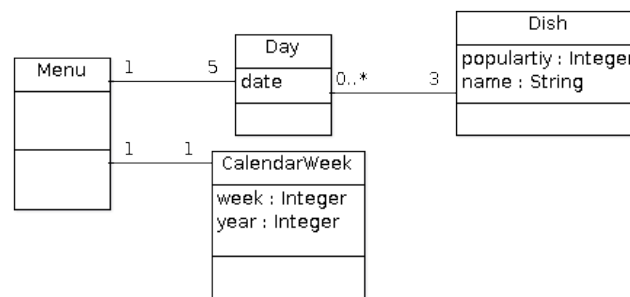 Menu
1
5
Day
date
0..*
3
Dish
populartiy : Integer
name : String
1
1
CalendarWeek
week : Integer
year : Integer